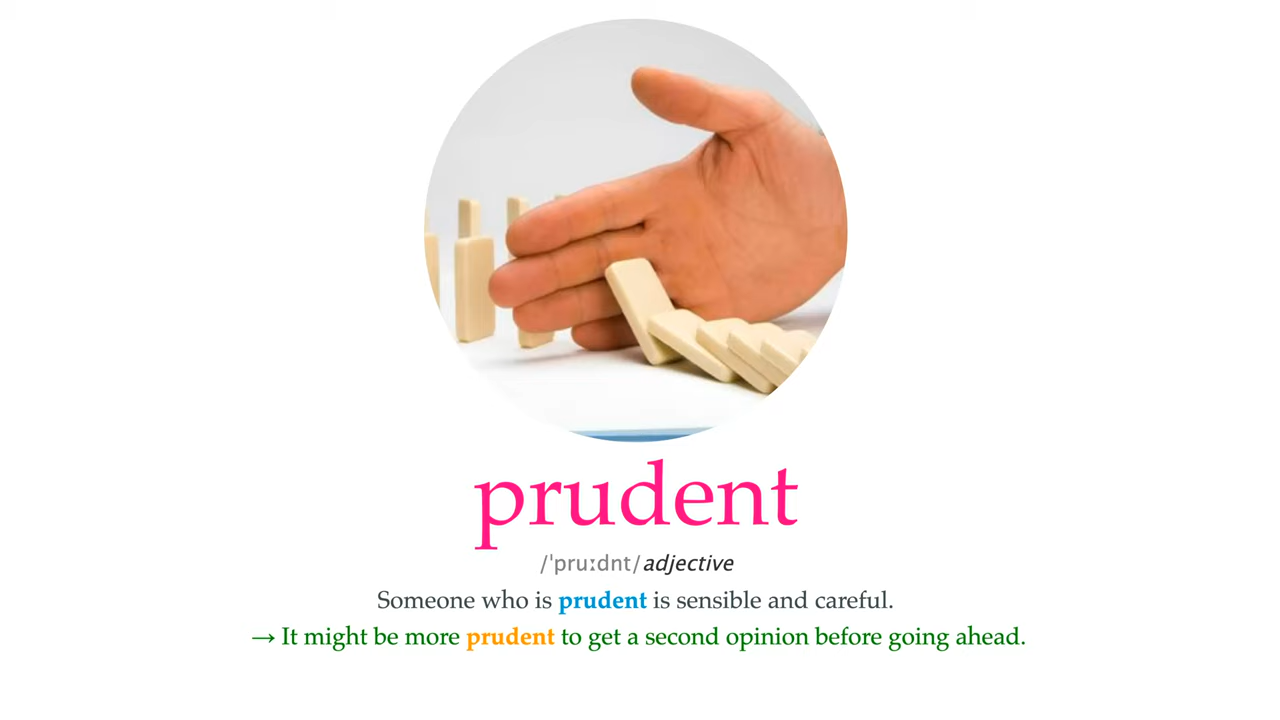 prudent
/ˈpruːdnt/ adjective
Someone who is prudent is sensible and careful.
→ It might be more prudent to get a second opinion before going ahead.